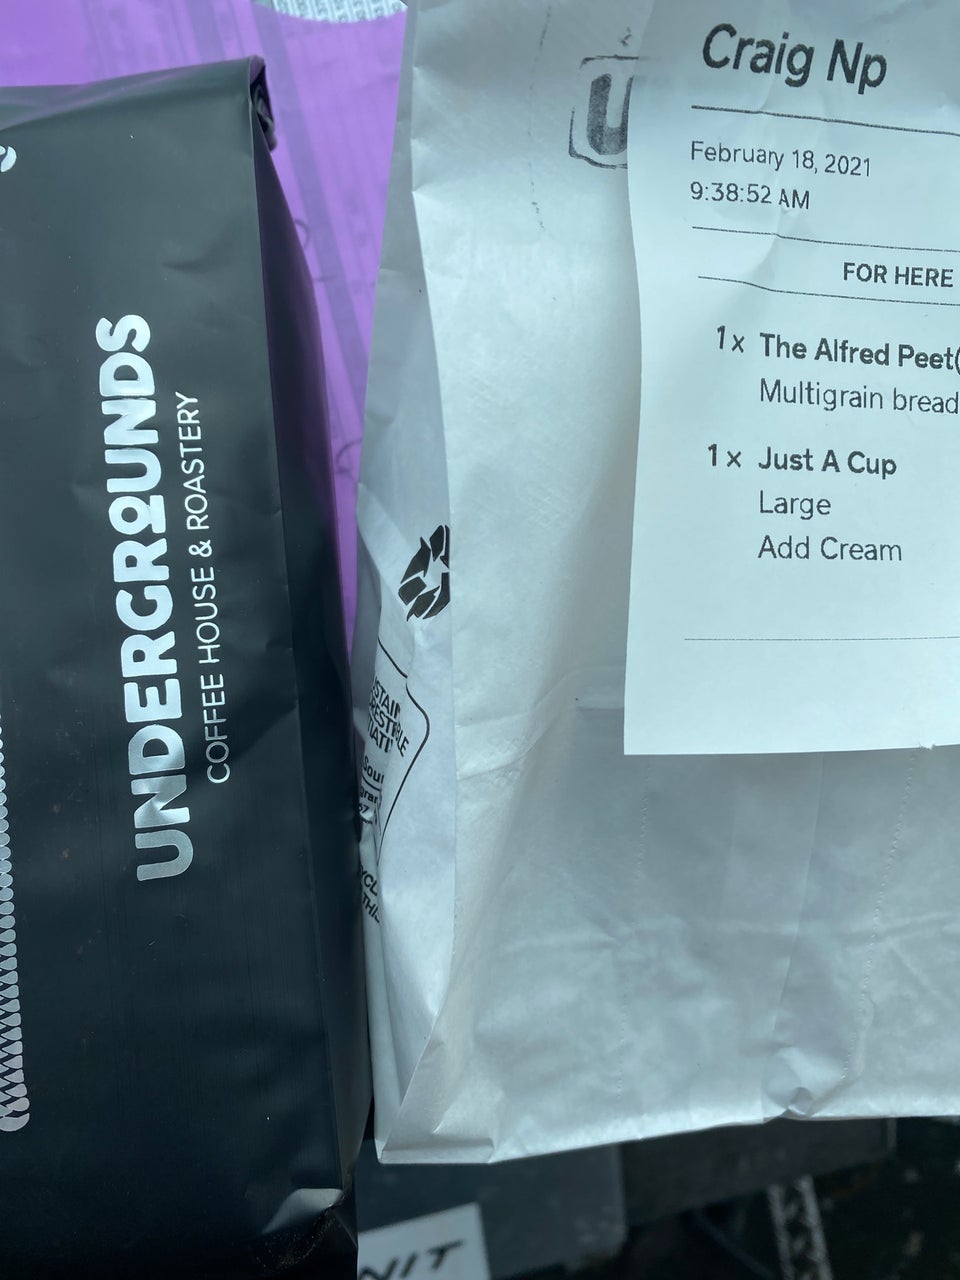 UNDERGROUNDS
COFFEE HOUSE & ROASTERY
U
Craig Np
February 18, 2021
9:38:52 AM
FOR HERE
1x The Alfred Peet(
Multigrain bread
1x Just A Cup
Large
Add Cream
NIT